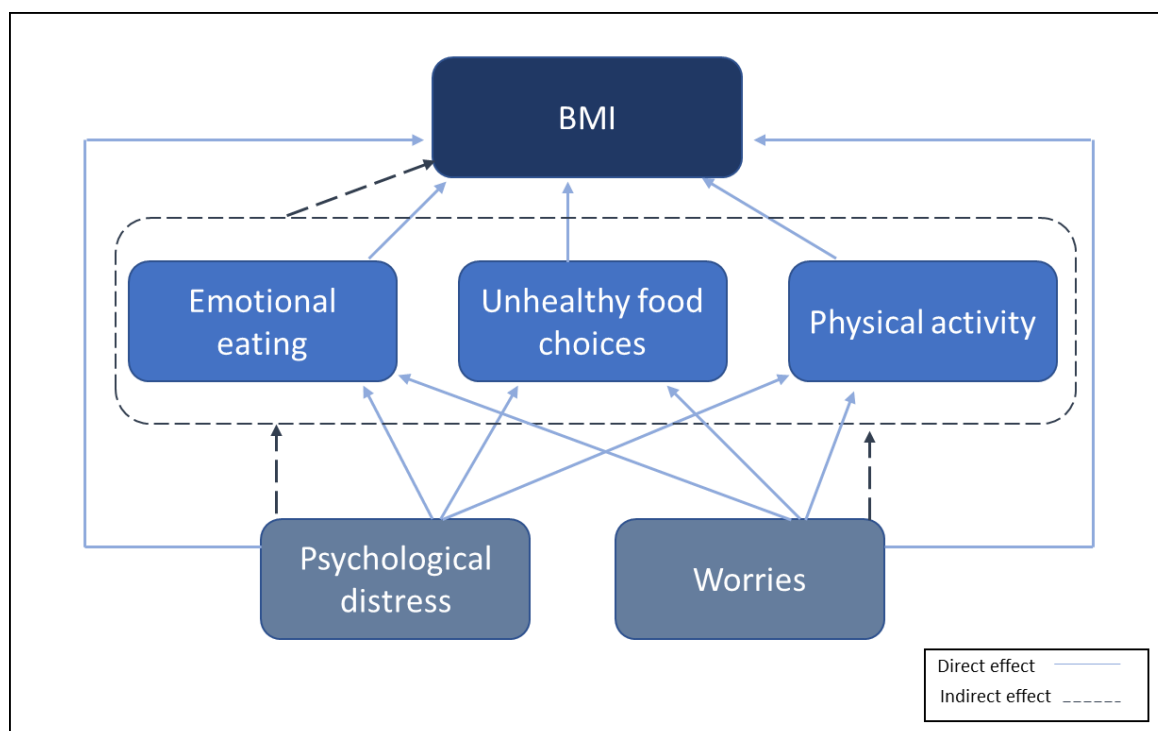 BMI
Emotional
eating
Unhealthy food
choices
Physical activity
Psychological
distress
Worries
Direct effect
Indirect effect